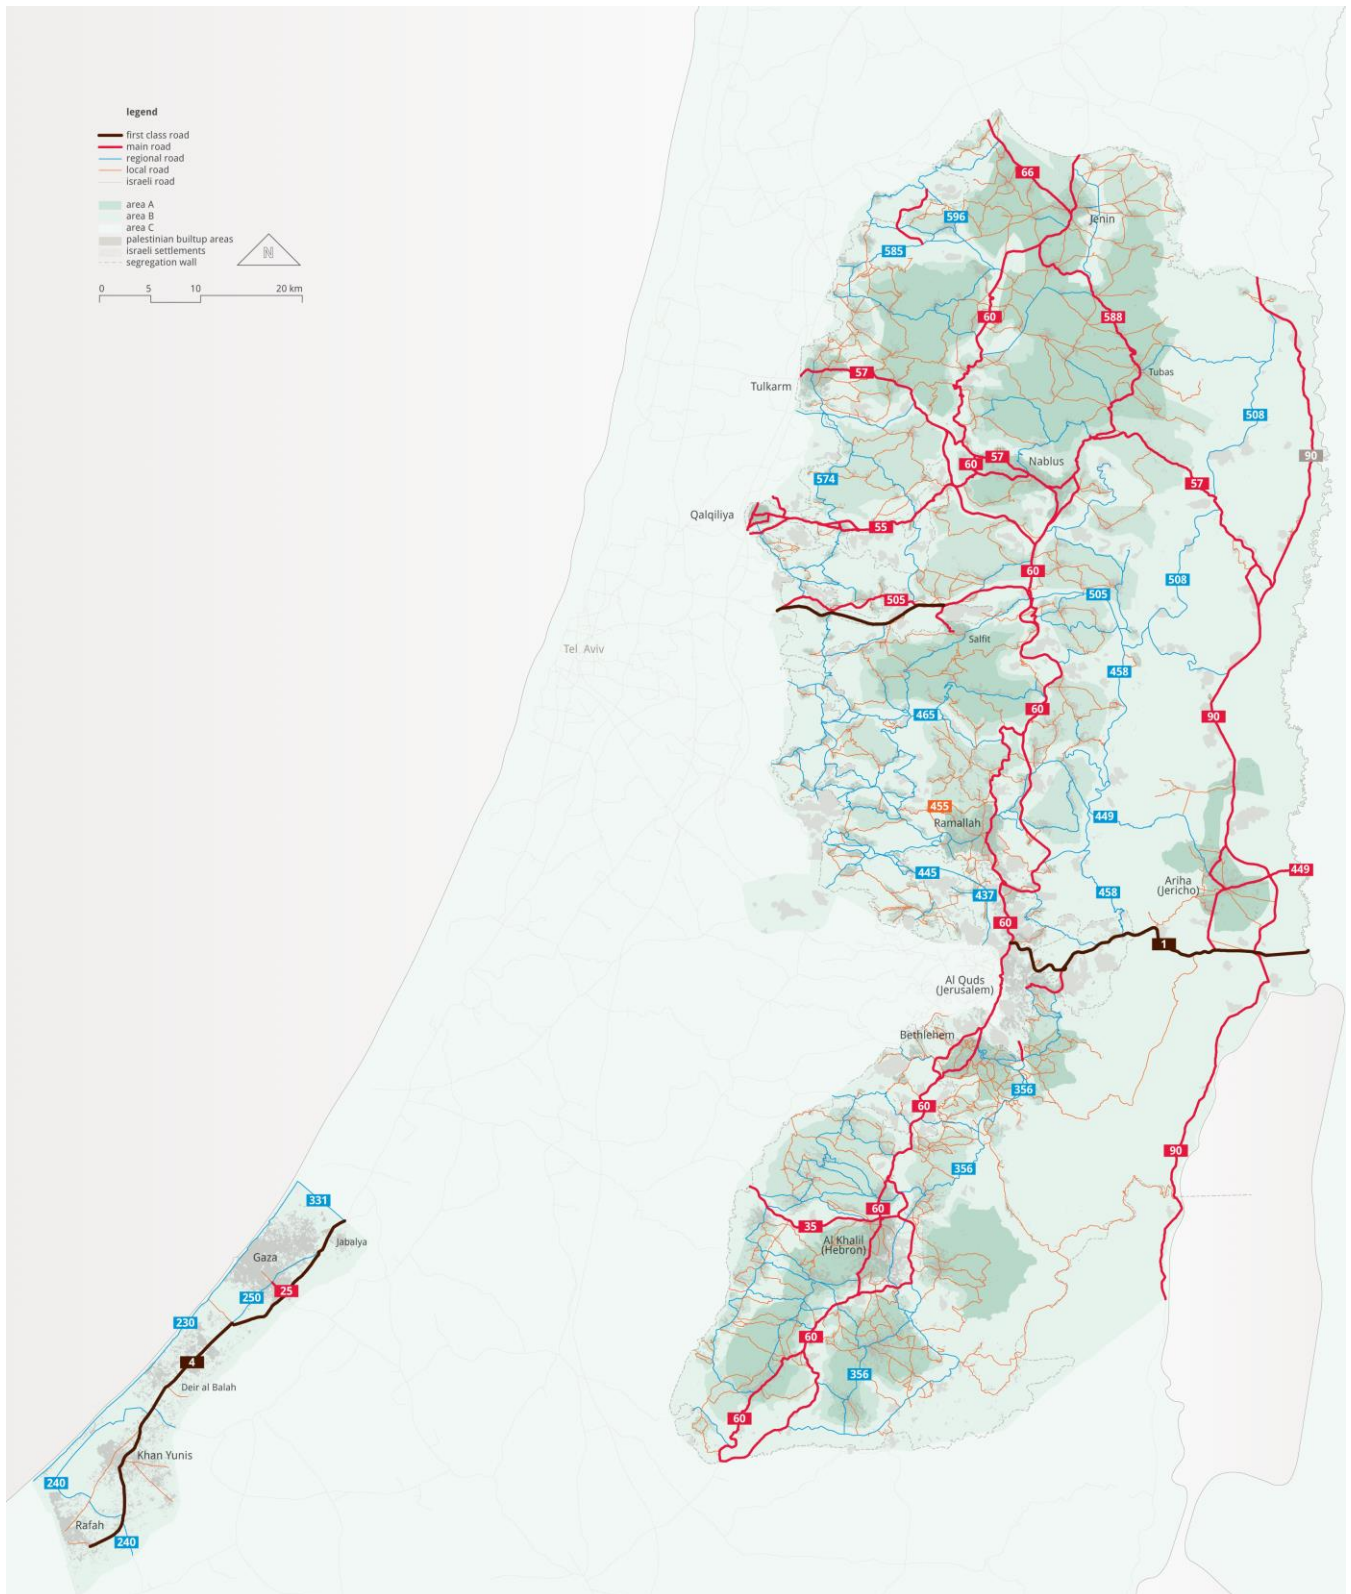 legend
first class road
main road
regional road
local road
israeli road
area A
area B
area C
palestinian builtup areas
israeli settlements
segregation wall
N
0 5 10 20 km
66
Jenin
596
585
60
588
Tulkarm
57
Tubas
508
90
57
Nablus
60
574
57
Qalqiliya
55
60
508
505
505
Salfit
Tel Aviv
458
60
465
90
455
449
Ramallah
449
445
Ariha
(Jericho)
437
458
60
1
Al Quds
(Jerusalem)
Bethlehem
356
60
90
356
331
60
35
Jabalya
Al Khalil
(Hebron)
Gaza
25
250
230
60
4
356
Deir al Balah
60
Khan Yunis
240
Rafah
240